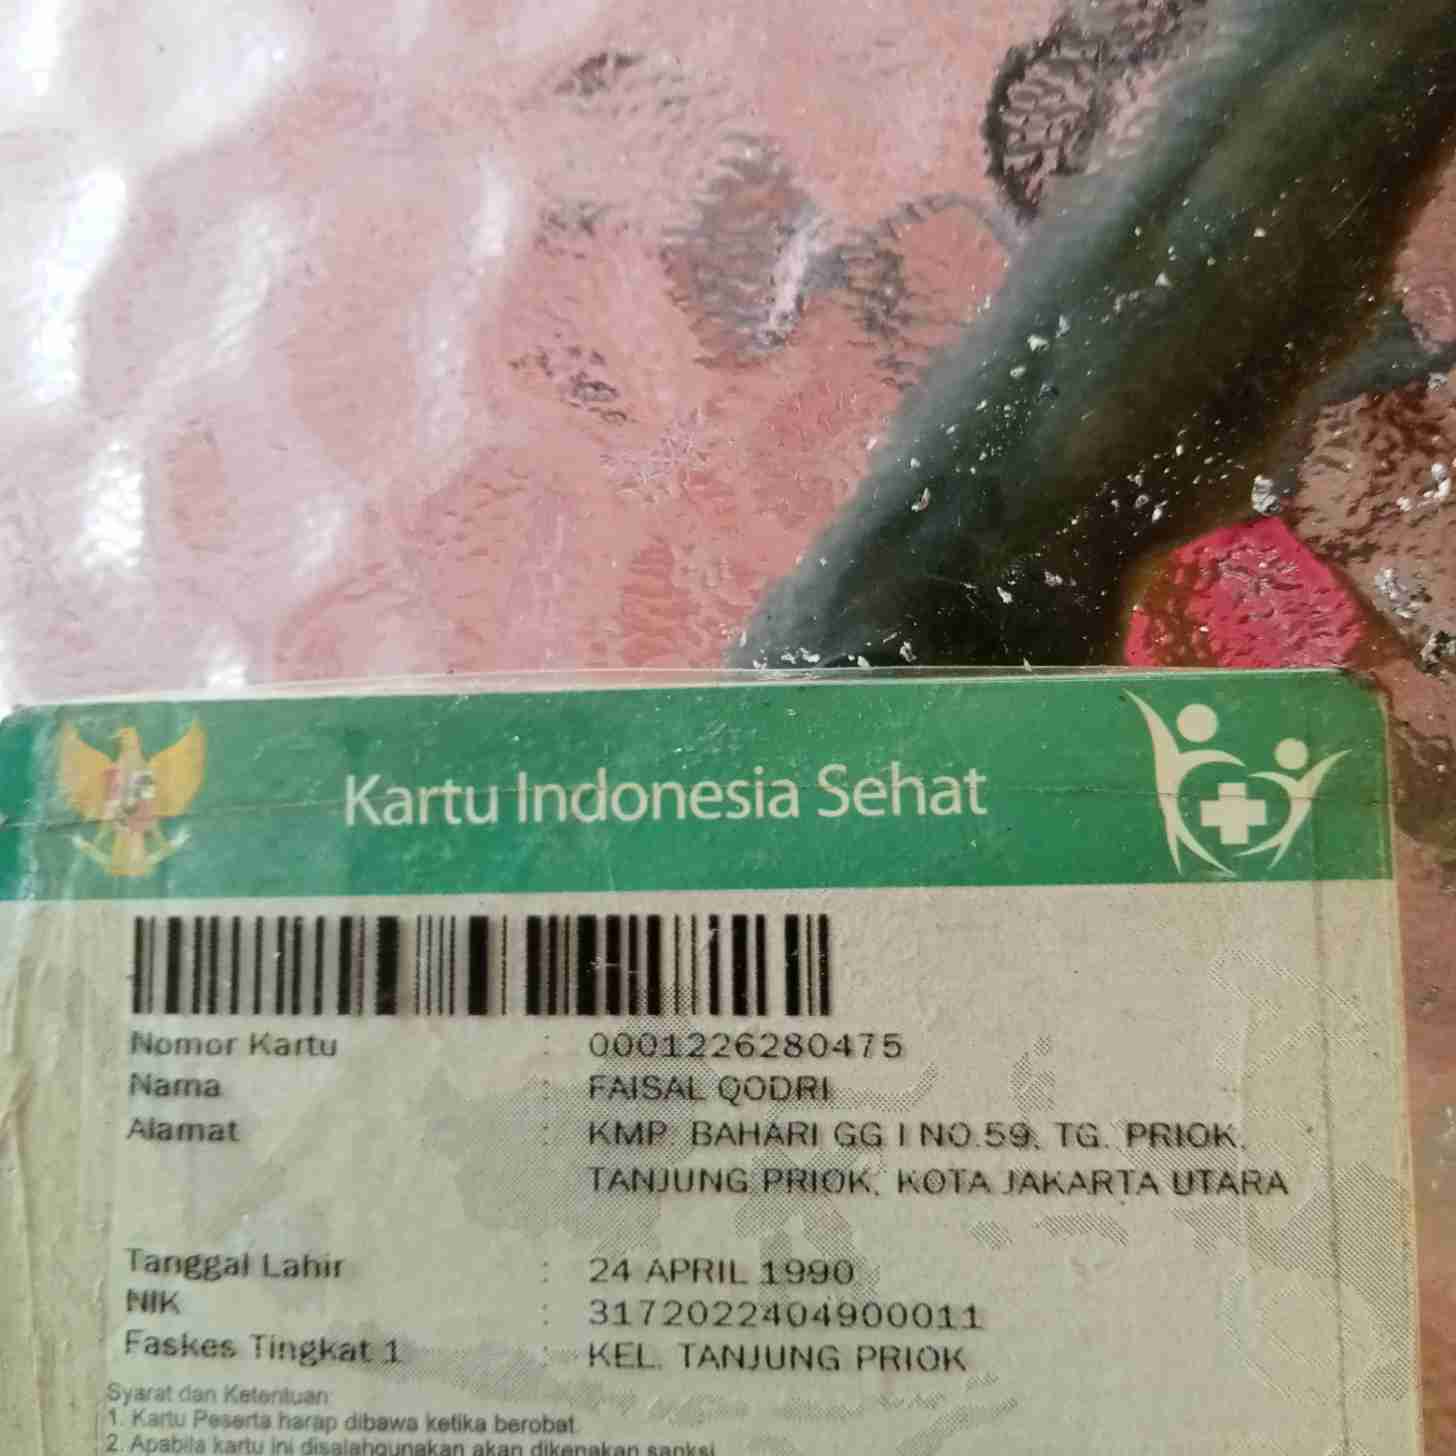 Kartu Indonesia Sehat
Nomor Kartu : 0001226280475
Nama : FAISAL QODRI
Alamat : KMP. BAHARI GG I NO.59, TG. PRIOK,
TANJUNG PRIOK, KOTA JAKARTA UTARA
Tanggal Lahir : 24 APRIL 1990
NIK : 3172022404900011
Faskes Tingkat 1 : KEL. TANJUNG PRIOK
Syarat dan Ketentuan:
1. Kartu Peserta harap dibawa ketika berobat.
2. Apabila kartu ini disalahgunakan akan dikenakan sanksi.